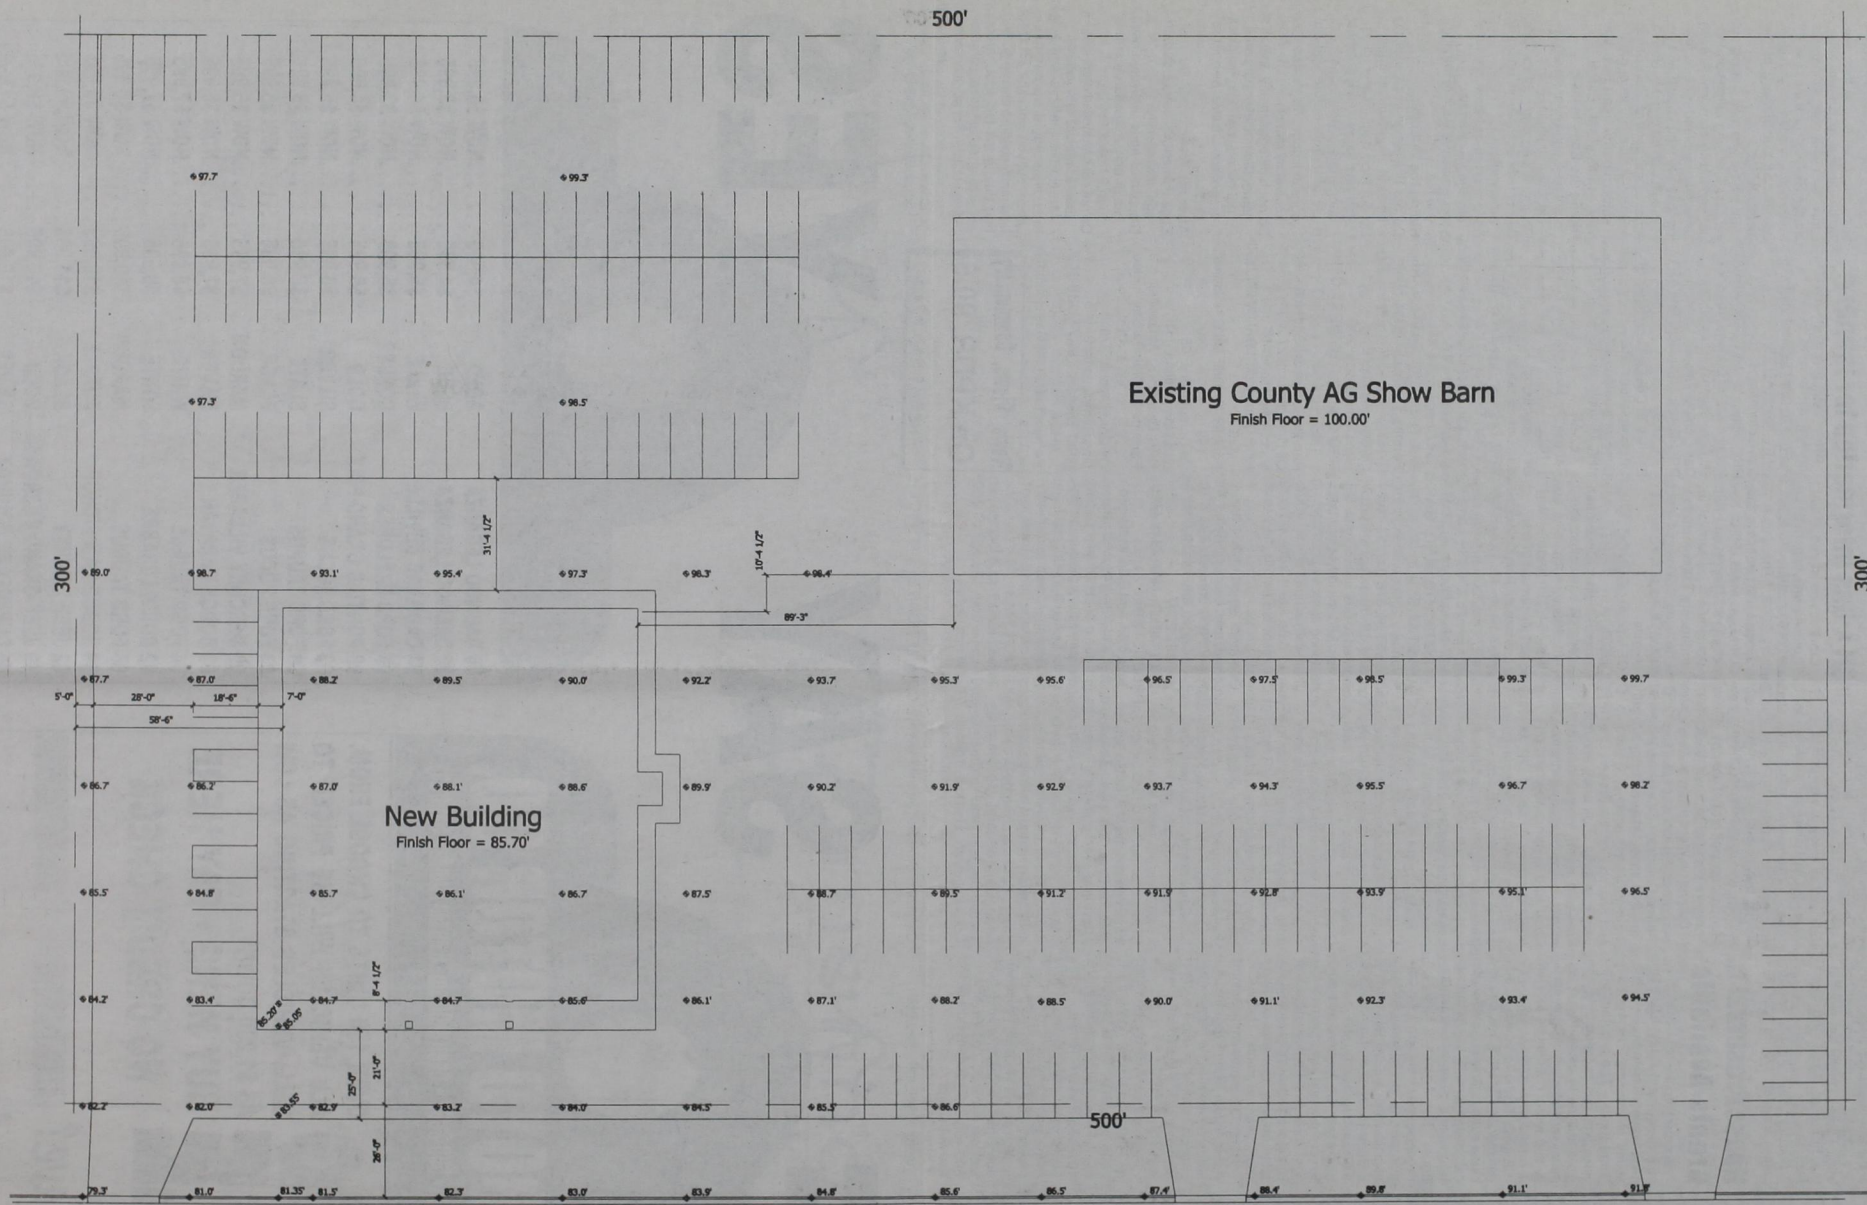 500'
97.7'
99.3'
Existing County AG Show Barn
Finish Floor = 100.00'
97.3'
98.5'
31'-4 1/2"
10'-4 1/2"
300'
89.0' 98.7' 93.1' 95.4' 97.3' 98.3' 98.4'
300'
89'-3"
87.7' 87.0' 88.2' 89.5' 90.0' 92.2' 93.7' 95.3' 95.6' 96.5' 97.5' 98.5' 99.3' 99.7'
5'-0" 28'-0" 18'-6" 7'-0"
58'-6"
86.7' 86.2' 87.0' 88.1' 88.6' 89.9' 90.2' 91.9' 92.9' 93.7' 94.3' 95.5' 96.7' 98.2'
New Building
Finish Floor = 85.70'
85.5' 84.8' 85.7' 86.1' 86.7' 87.5' 88.7' 89.5' 91.2' 91.9' 92.8' 93.9' 95.1' 96.5'
8'-4 1/2"
84.2' 83.4' 84.7' 84.7' 85.6' 86.1' 87.1' 88.2' 88.5' 90.0' 91.1' 92.3' 93.4' 94.5'
85.20'
85.05'
25'-0"
21'-0"
82.2' 82.0' 83.55' 82.9' 83.2' 84.0' 84.5' 85.5' 86.6'
500'
26'-0"
79.3' 81.0' 81.35' 81.5' 82.3' 83.0' 83.9' 84.8' 85.6' 86.5' 87.4' 88.4' 89.8' 91.1'